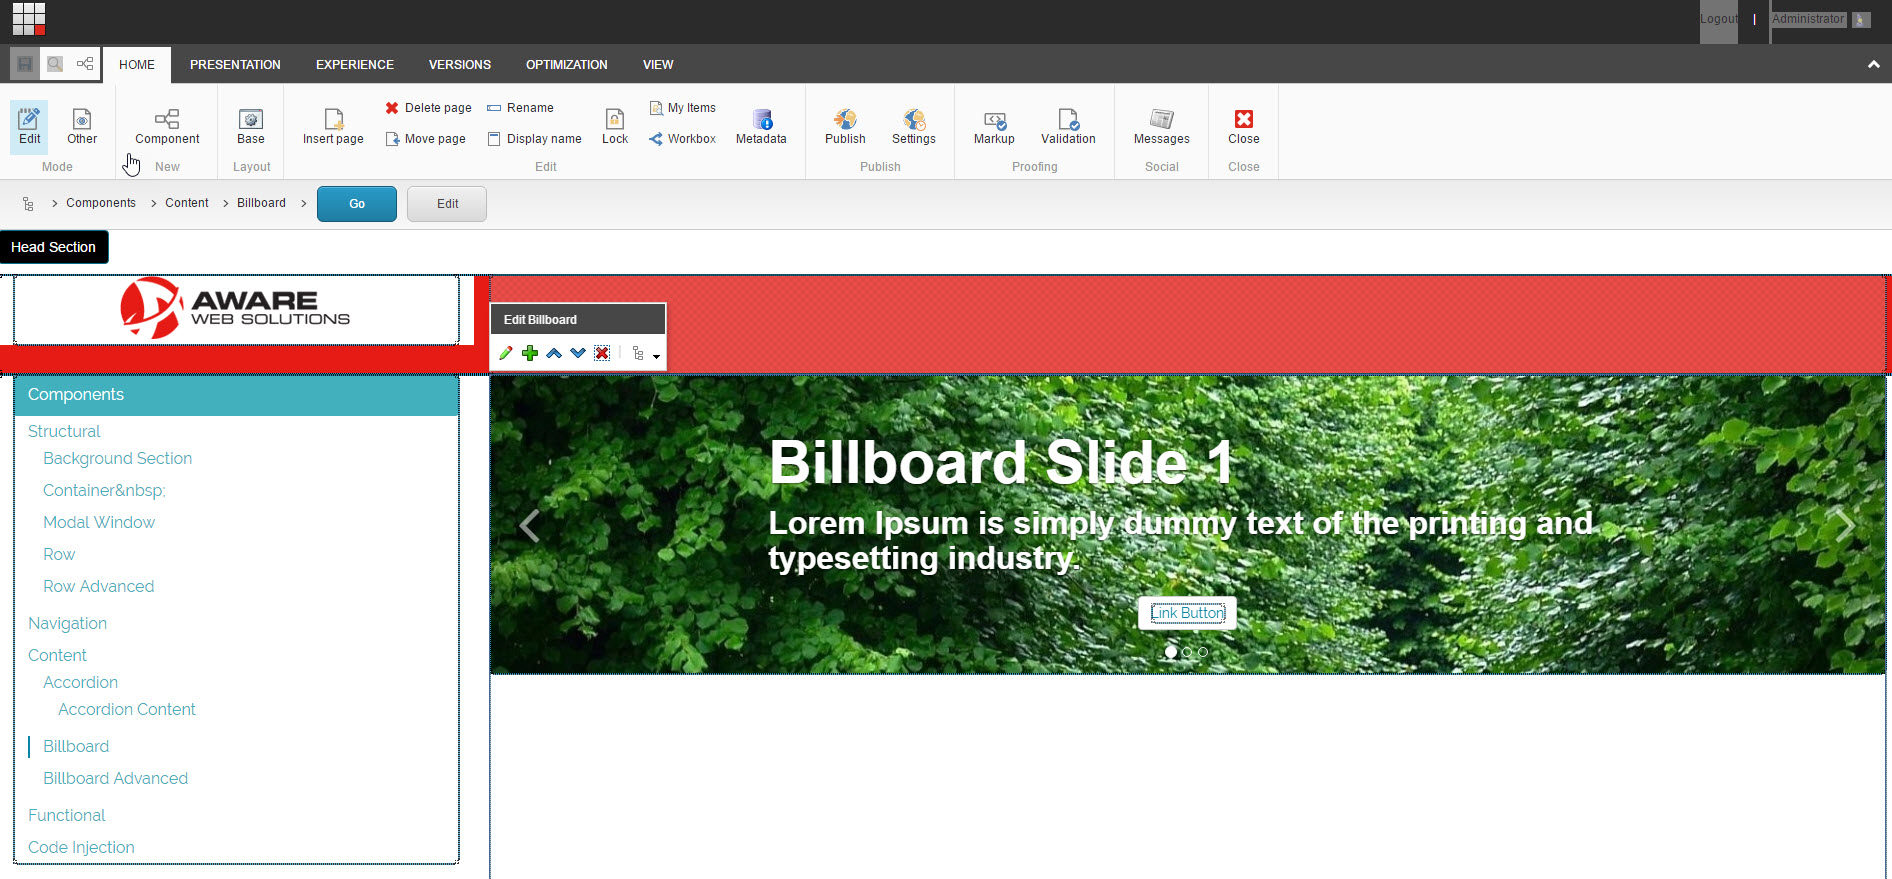 Logout | Administrator
HOME PRESENTATION EXPERIENCE VERSIONS OPTIMIZATION VIEW
Delete page Rename My Items
Edit Other Component Base Insert page Move page Display name Lock Workbox Metadata Publish Settings Markup Validation Messages Close
Mode New Layout Edit Publish Proofing Social Close
> Components > Content > Billboard > Go Edit
Head Section
AWARE
WEB SOLUTIONS
Edit Billboard
Components
Structural
Background Section
Container&nbsp;
Modal Window
Row
Row Advanced
Navigation
Content
Accordion
Accordion Content
Billboard
Billboard Advanced
Functional
Code Injection
Billboard Slide 1
Lorem Ipsum is simply dummy text of the printing and
typesetting industry.
Link Button